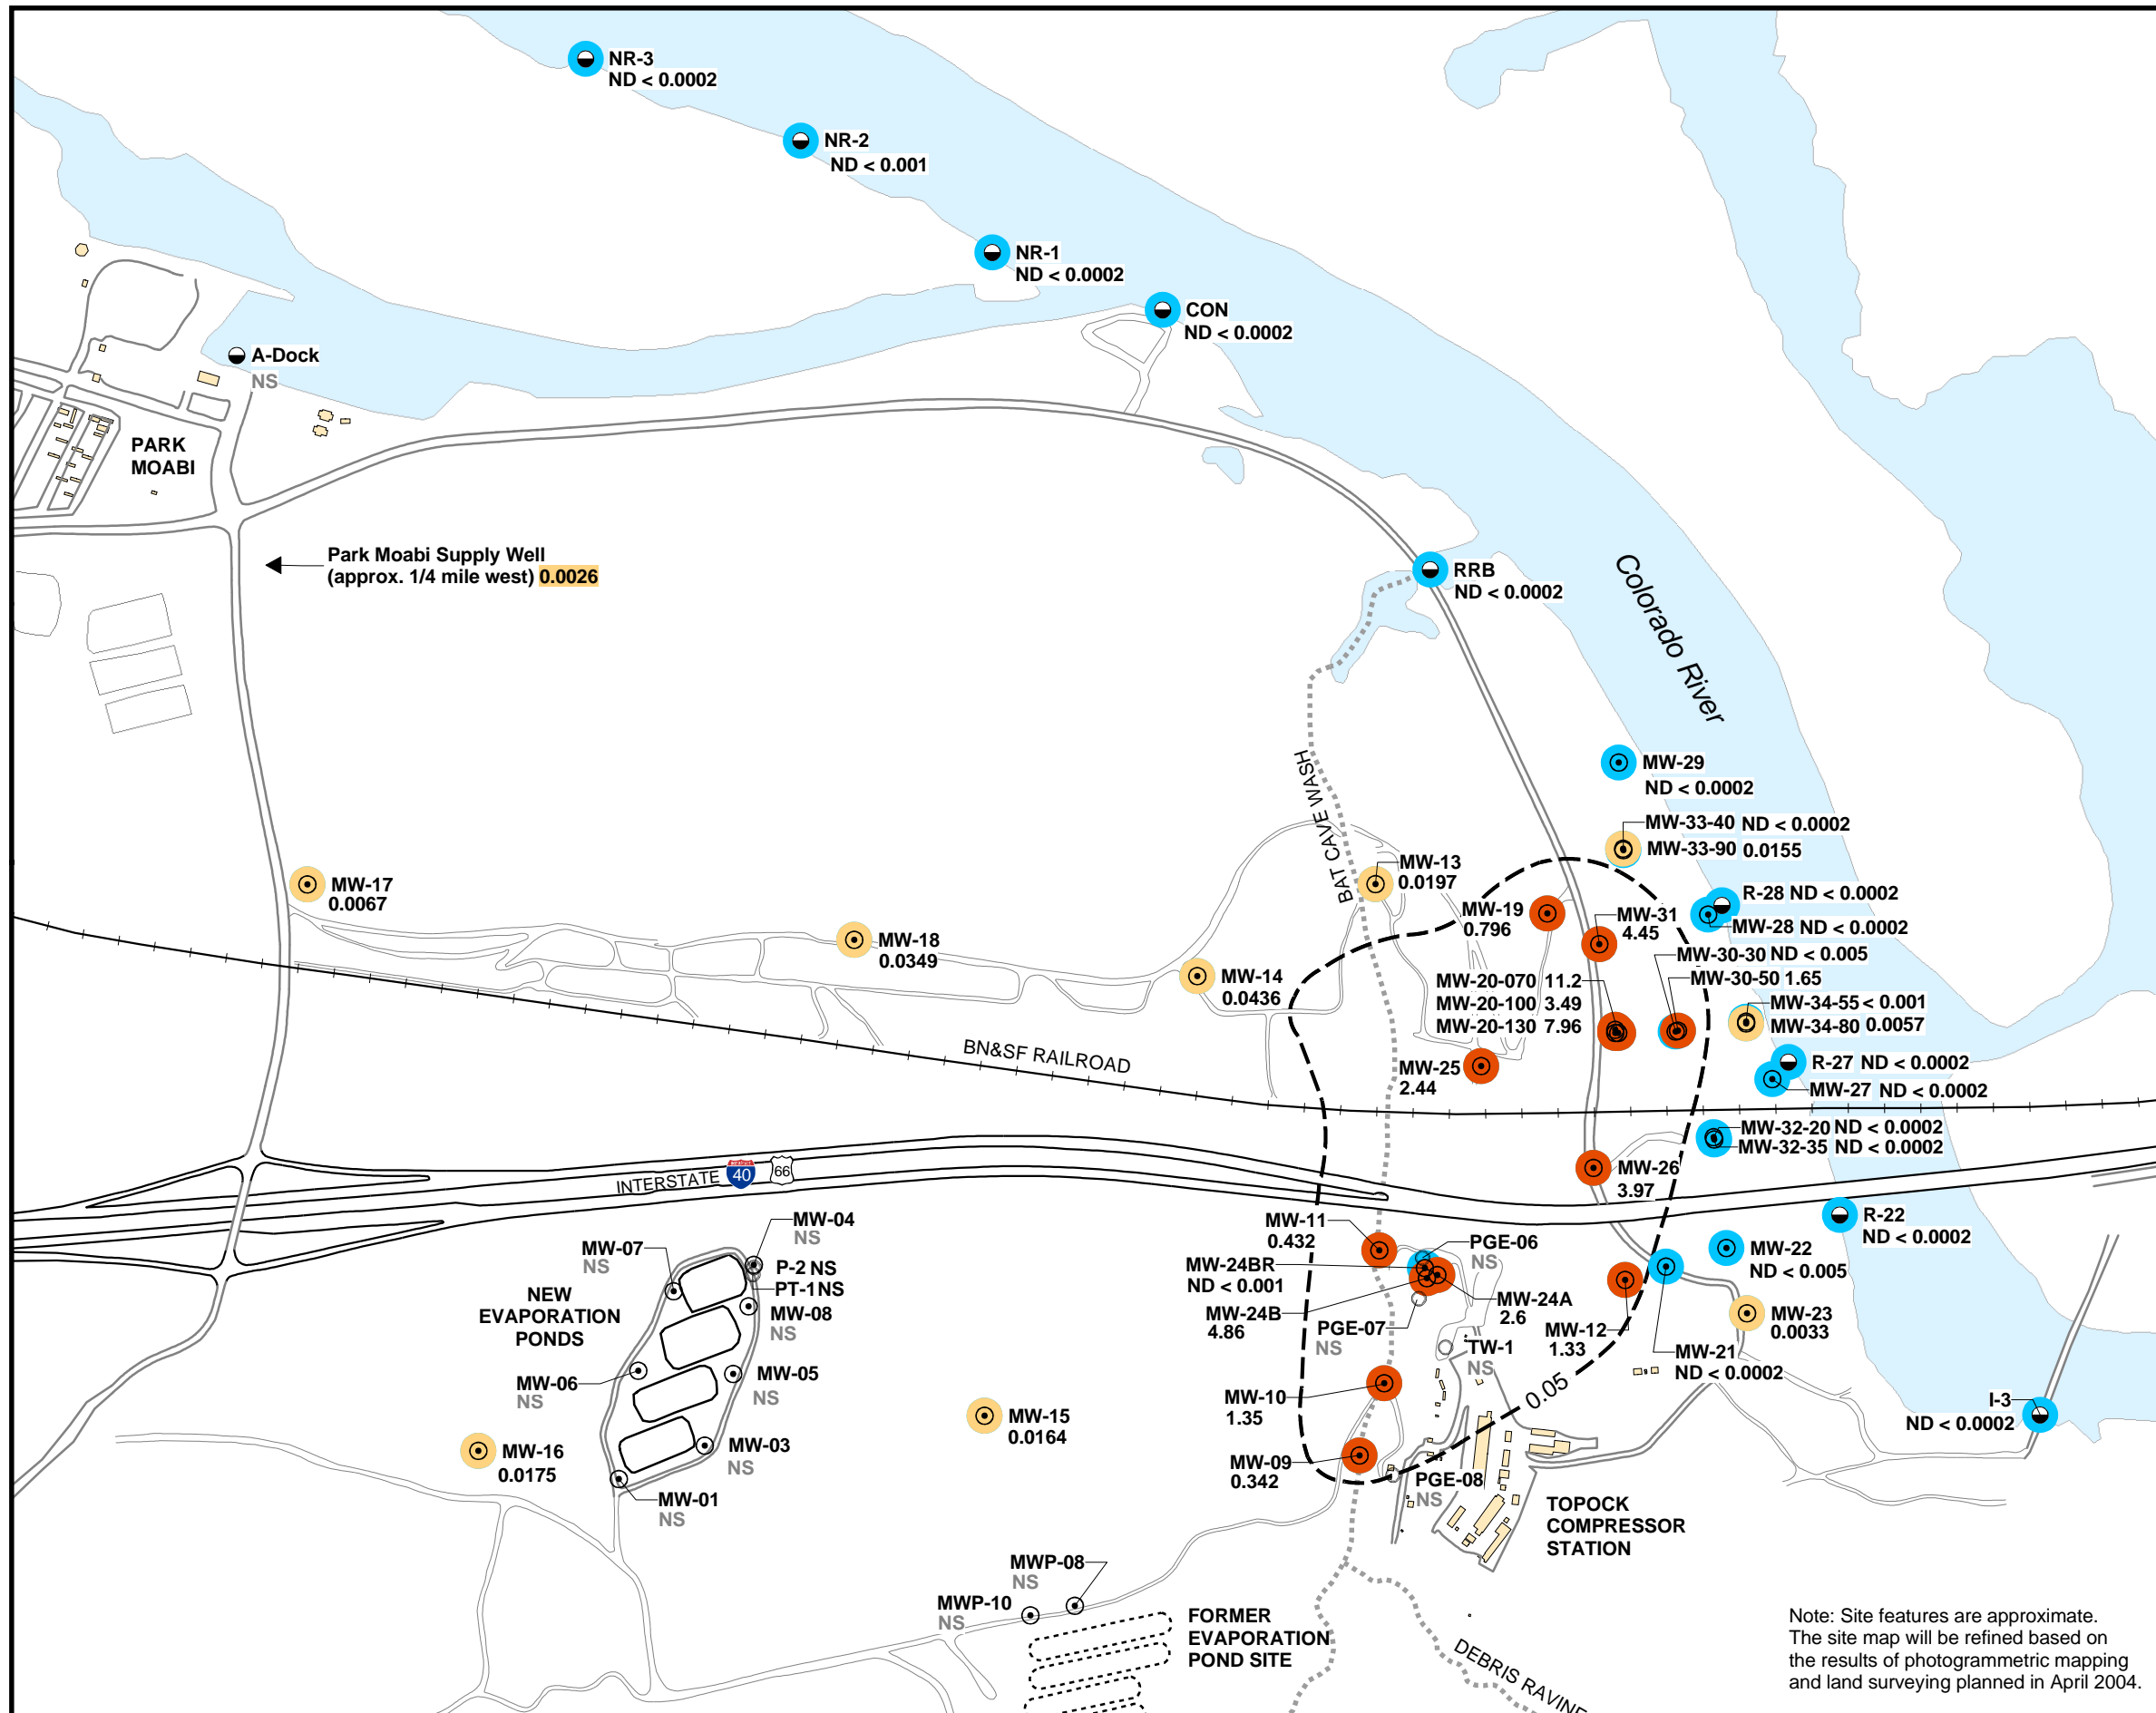 NR-3
ND < 0.0002
NR-2
ND < 0.001
NR-1
ND < 0.0002
CON
ND < 0.0002
A-Dock
NS
PARK
MOABI
Park Moabi Supply Well
(approx. 1/4 mile west) 0.0026
RRB
ND < 0.0002
Colorado River
BAT CAVE WASH
MW-29
ND < 0.0002
MW-33-40 ND < 0.0002
MW-33-90 0.0155
MW-13
0.0197
MW-17
0.0067
MW-18
0.0349
MW-14
0.0436
MW-19
0.796
MW-31
4.45
R-28 ND < 0.0002
MW-28 ND < 0.0002
MW-30-30 ND < 0.005
MW-30-50 1.65
MW-20-070 11.2
MW-20-100 3.49
MW-20-130 7.96
MW-34-55 < 0.001
MW-34-80 0.0057
MW-25
2.44
R-27 ND < 0.0002
MW-27 ND < 0.0002
BN&SF RAILROAD
MW-32-20 ND < 0.0002
MW-32-35 ND < 0.0002
INTERSTATE 40 66
MW-26
3.97
MW-04
NS
MW-07
NS
P-2 NS
PT-1 NS
MW-08
NS
NEW
EVAPORATION
PONDS
MW-06
NS
MW-05
NS
MW-03
NS
MW-01
NS
MW-16
0.0175
MW-15
0.0164
MW-11
0.432
PGE-06
NS
MW-24BR
ND < 0.001
MW-24B
4.86
MW-24A
2.6
PGE-07
NS
TW-1
NS
MW-12
1.33
MW-21
ND < 0.0002
R-22
ND < 0.0002
MW-22
ND < 0.005
MW-23
0.0033
MW-10
1.35
0.05
I-3
ND < 0.0002
MW-09
0.342
PGE-08
NS
TOPOCK
COMPRESSOR
STATION
MWP-08
NS
MWP-10
NS
FORMER
EVAPORATION
POND SITE
DEBRIS RAVINE
Note: Site features are approximate.
The site map will be refined based on
the results of photogrammetric mapping
and land surveying planned in April 2004.